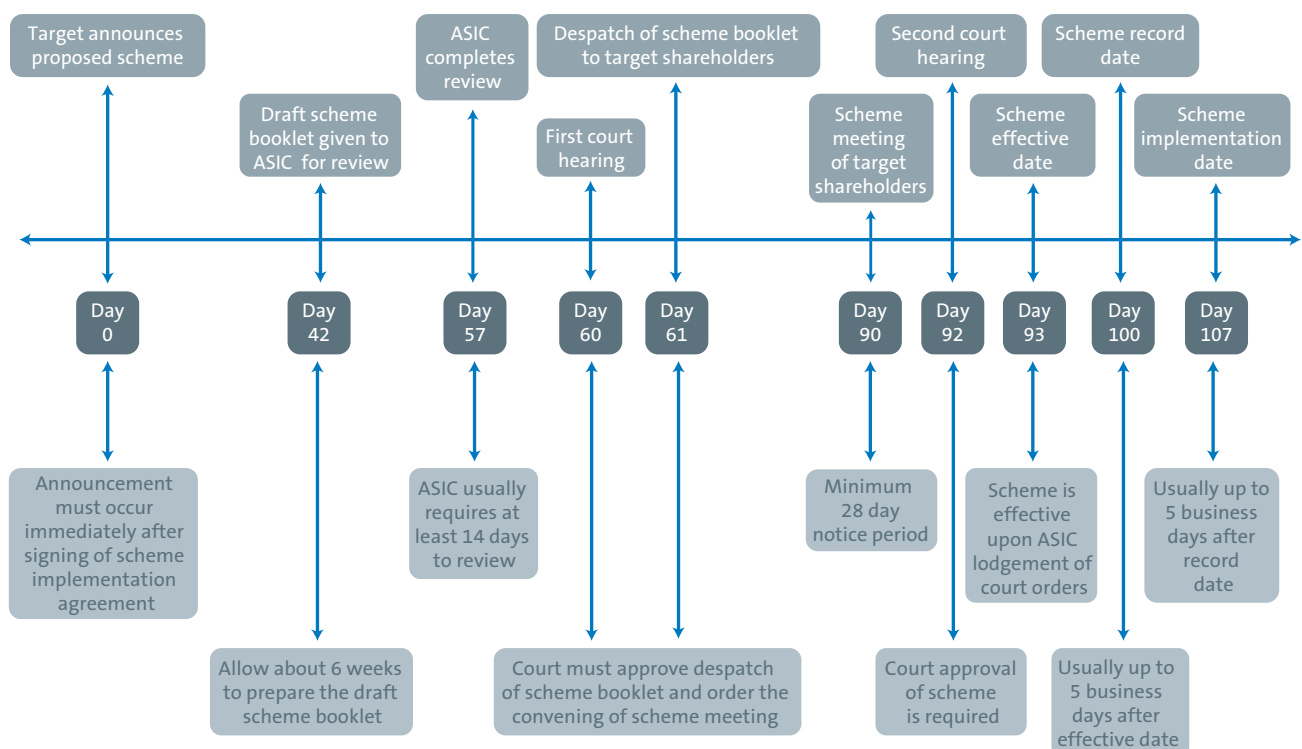 Target announces
proposed scheme
Draft scheme
booklet given to
ASIC for review
ASIC
completes
review
First court
hearing
Despatch of scheme booklet
to target shareholders
Scheme
meeting
of target
shareholders
Second court
hearing
Scheme
effective
date
Scheme record
date
Scheme
implementation
date
Day
0
Day
42
Day
57
Day
60
Day
61
Day
90
Day
92
Day
93
Day
100
Day
107
Announcement
must occur
immediately after
signing of scheme
implementation
agreement
Allow about 6 weeks
to prepare the draft
scheme booklet
ASIC usually
requires at
least 14 days
to review
Court must approve despatch
of scheme booklet and order the
convening of scheme meeting
Minimum
28 day
notice period
Court approval
of scheme
is required
Scheme is
effective
upon ASIC
lodgement of
court orders
Usually up to
5 business
days after
effective date
Usually up to
5 business
days after
record
date